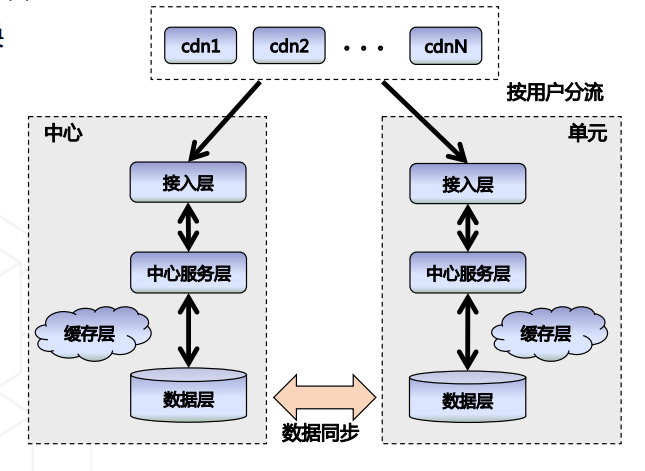 cdn1 cdn2 ... cdnN
按用户分流
中心
单元
接入层
接入层
中心服务层
中心服务层
缓存层
缓存层
数据层
数据层
数据同步